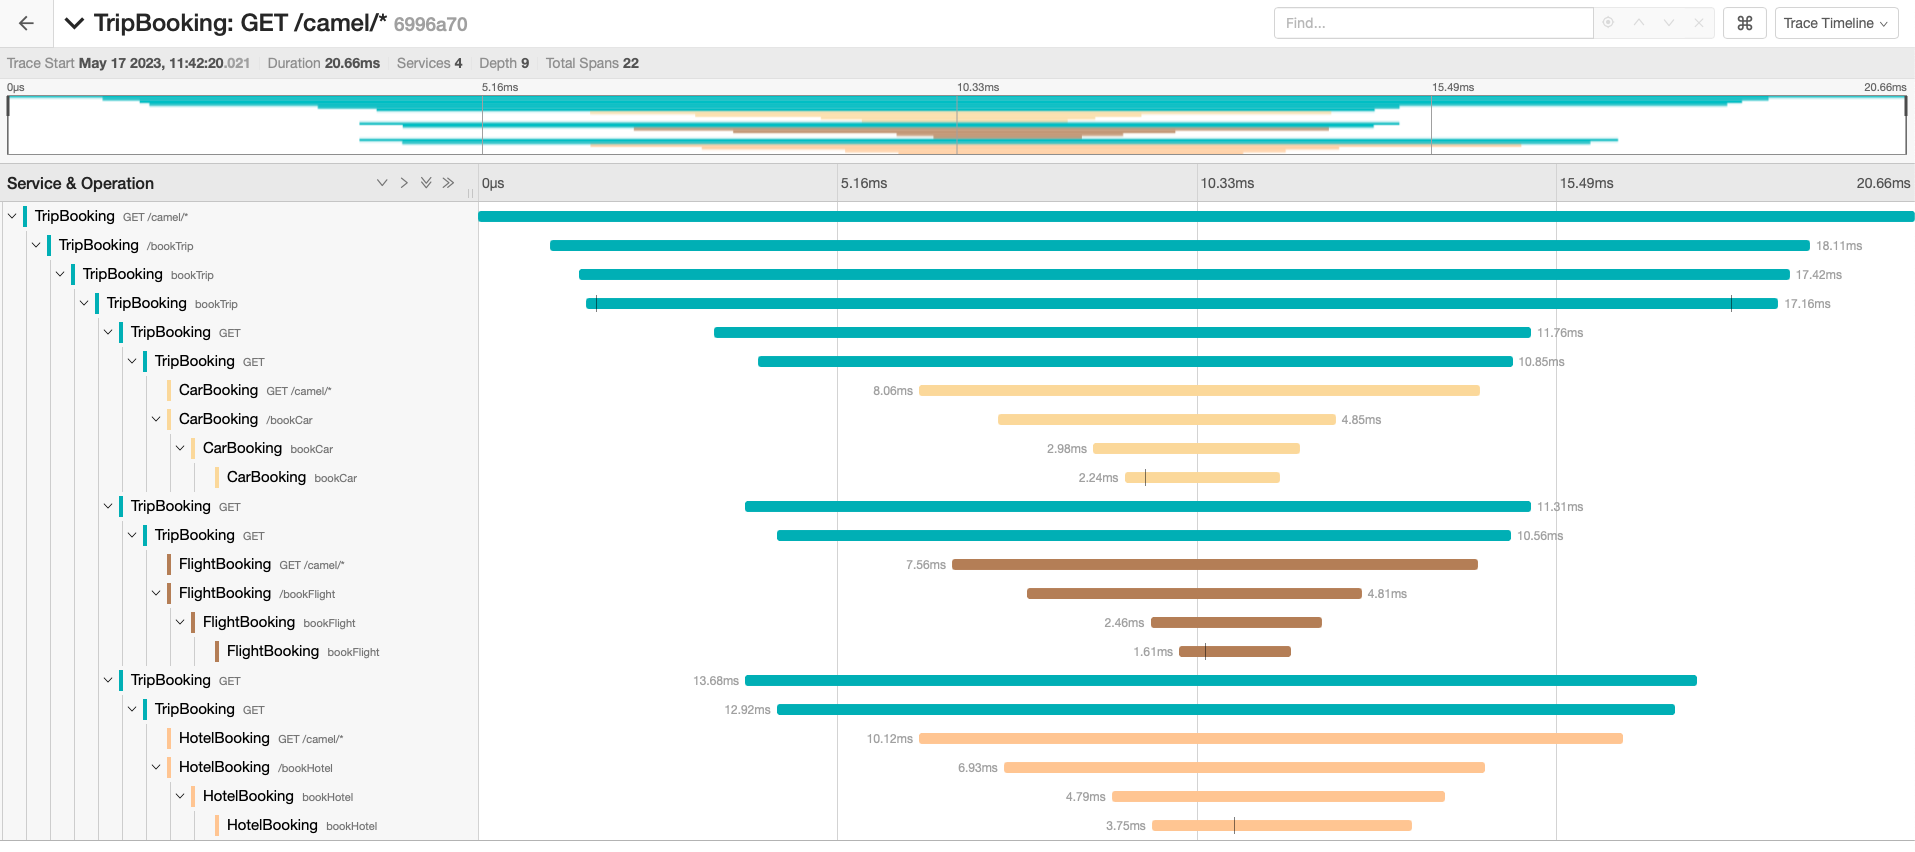 TripBooking: GET /camel/* 6996a70
Find...
⌘
Trace Timeline
Trace Start May 17 2023, 11:42:20.021 Duration 20.66ms Services 4 Depth 9 Total Spans 22
0μs 5.16ms 10.33ms 15.49ms 20.66ms
Service & Operation 0μs 5.16ms 10.33ms 15.49ms 20.66ms
TripBooking GET /camel/*
TripBooking /bookTrip 18.11ms
TripBooking bookTrip 17.42ms
TripBooking bookTrip 17.16ms
TripBooking GET 11.76ms
TripBooking GET 10.85ms
CarBooking GET /camel/* 8.06ms
CarBooking /bookCar 4.85ms
CarBooking bookCar 2.98ms
CarBooking bookCar 2.24ms
TripBooking GET 11.31ms
TripBooking GET 10.56ms
FlightBooking GET /camel/* 7.56ms
FlightBooking /bookFlight 4.81ms
FlightBooking bookFlight 2.46ms
FlightBooking bookFlight 1.61ms
TripBooking GET 13.68ms
TripBooking GET 12.92ms
HotelBooking GET /camel/* 10.12ms
HotelBooking /bookHotel 6.93ms
HotelBooking bookHotel 4.79ms
HotelBooking bookHotel 3.75ms